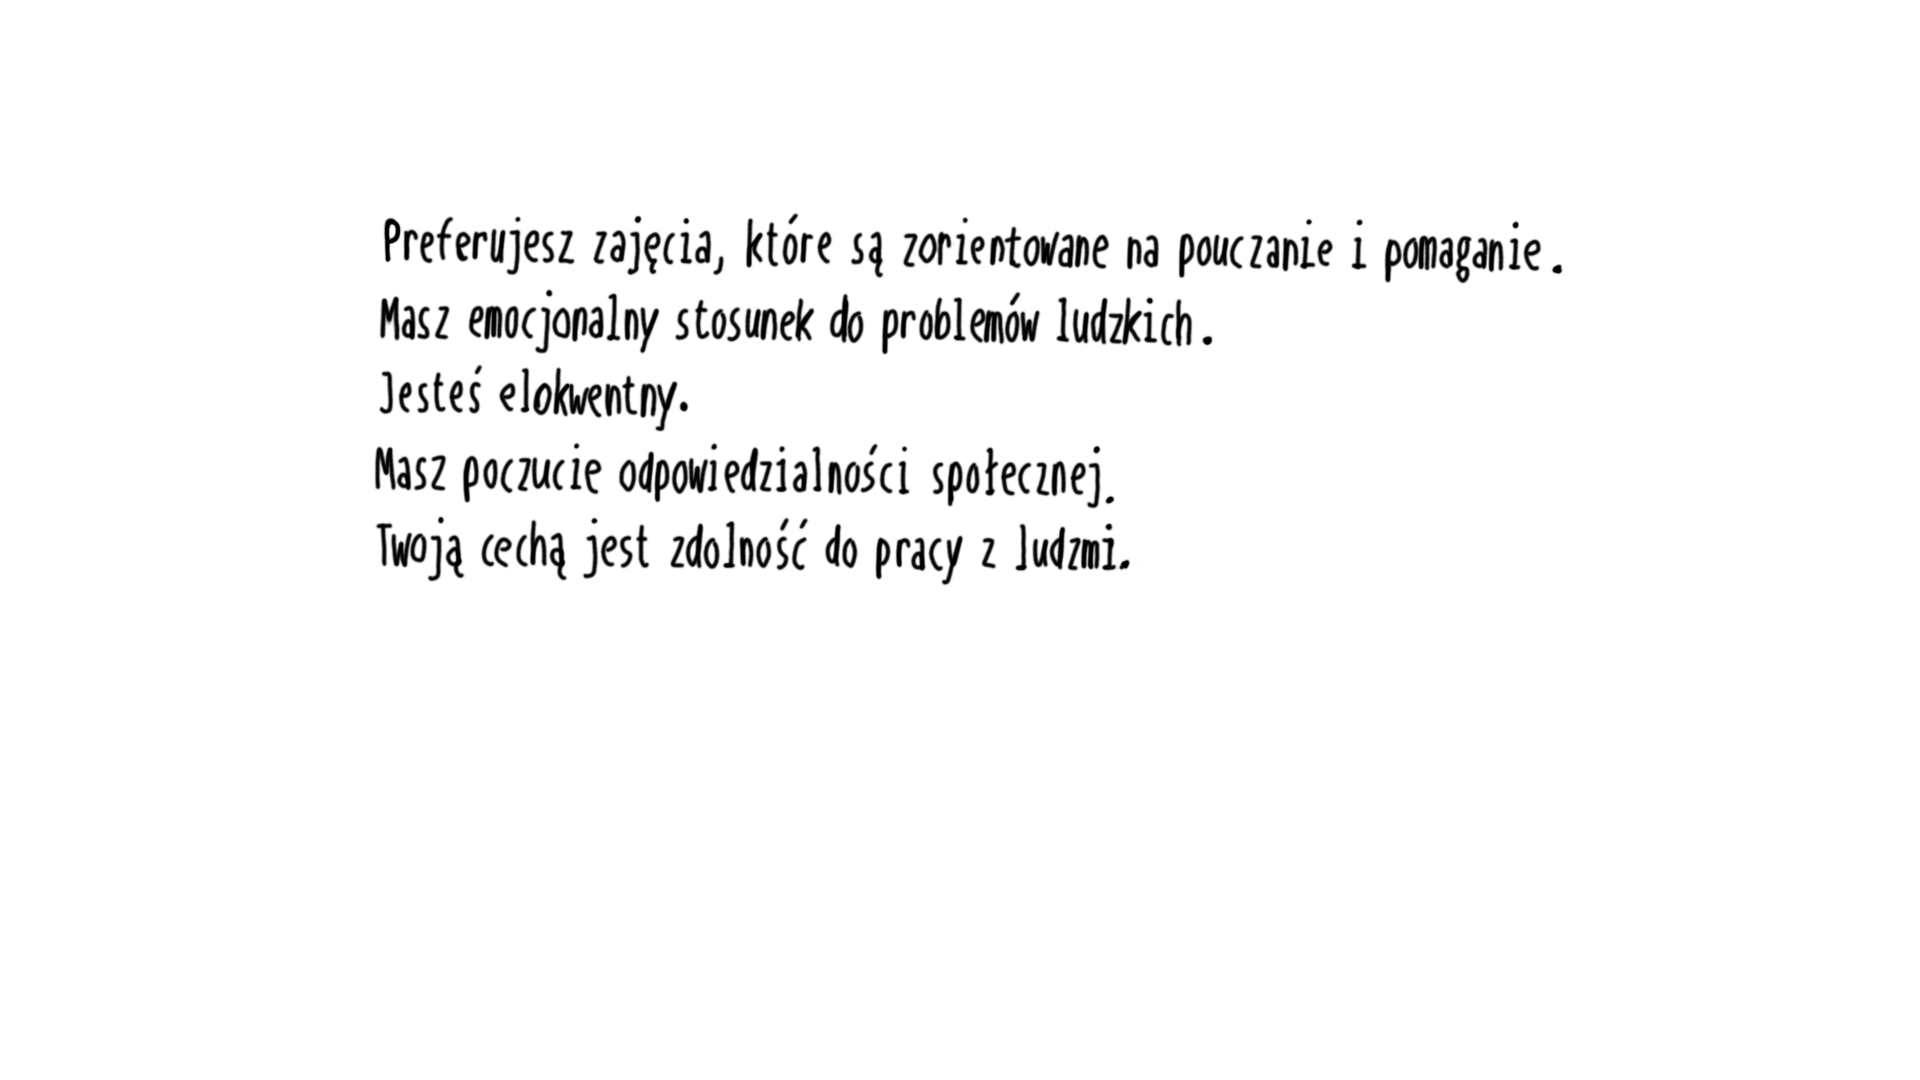 Preferujesz zajęcia, które są zorientowane na pouczanie i pomaganie.
Masz emocjonalny stosunek do problemów ludzkich.
Jesteś elokwentny.
Masz poczucie odpowiedzialności społecznej.
Twoją cechą jest zdolność do pracy z ludzmi.